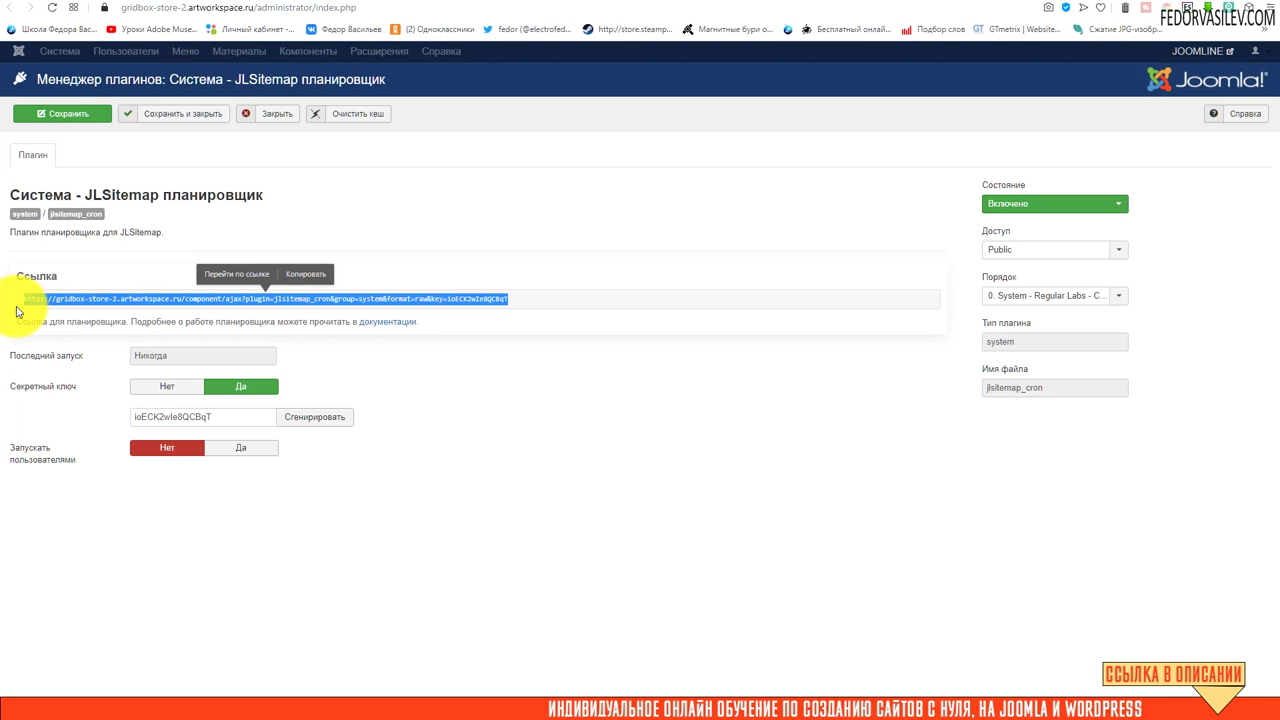 gridbox-store-2.artworkspace.ru/administrator/index.php
FEDORVASILEV.COM
Школа Федора Вас...
Уроки Adobe Muse...
Личный кабинет -...
Федор Васильев
(2) Одноклассники
fedor (@electrofed...
http://store.steamp...
Магнитные бури о...
Бесплатный онлай...
Подбор слов
GTmetrix | Website...
Сжатие JPG-изобр...
Система
Пользователи
Меню
Материалы
Компоненты
Расширения
Справка
JOOMLINE
Менеджер плагинов: Система - JLSitemap планировщик
Joomla!
Сохранить
Сохранить и закрыть
Закрыть
Очистить кеш
Справка
Плагин
Система - JLSitemap планировщик
system / jlsitemap_cron
Плагин планировщика для JLSitemap.
Ссылка
Перейти по ссылке
Копировать
https://gridbox-store-2.artworkspace.ru/component/ajax?plugin=jlsitemap_cron&group=system&format=raw&key=ioECK2wIe8QCBqT
Ссылка для планировщика. Подробнее о работе планировщика можете прочитать в документации.
Последний запуск
Никогда
Секретный ключ
Нет
Да
ioECK2wIe8QCBqT
Сгенирировать
Запускать пользователями
Нет
Да
Состояние
Включено
Доступ
Public
Порядок
0. System - Regular Labs - C...
Тип плагина
system
Имя файла
jlsitemap_cron
ССЫЛКА В ОПИСАНИИ
ИНДИВИДУАЛЬНОЕ ОНЛАЙН ОБУЧЕНИЕ ПО СОЗДАНИЮ САЙТОВ С НУЛЯ, НА JOOMLA И WORDPRESS